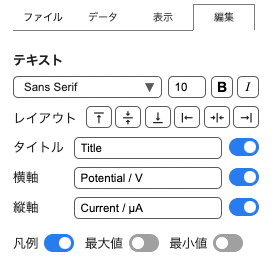 ファイル データ 表示 編集
テキスト
Sans Serif 10 B I
レイアウト
タイトル Title
横軸 Potential / V
縦軸 Current / µA
凡例 最大値 最小値